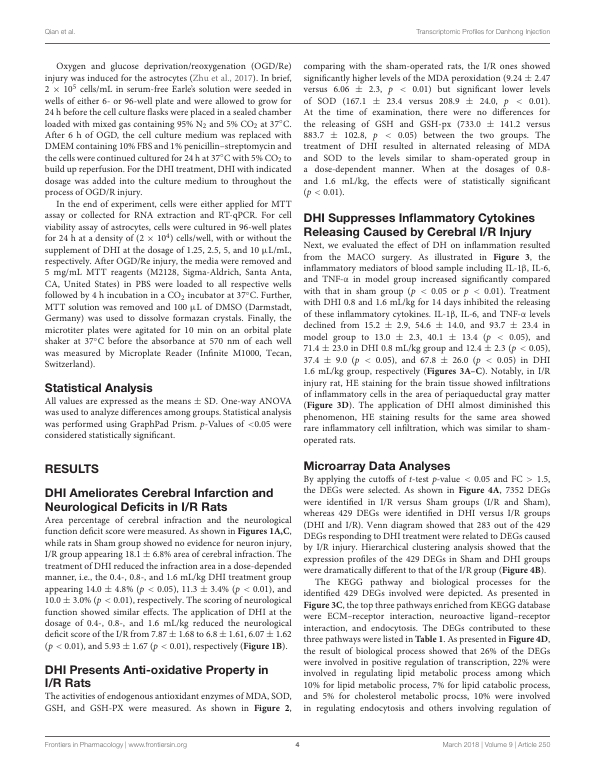 Qian et al.
Transcriptomic Profiles for Danhong Injection
Oxygen and glucose deprivation/reoxygenation (OGD/Re)
injury was induced for the astrocytes (Zhu et al., 2017). In brief,
2 × 10⁵ cells/mL in serum-free Earle's solution were seeded in
wells of either 6- or 96-well plate and were allowed to grow for
24 h before the cell culture flasks were placed in a sealed chamber
loaded with mixed gas containing 95% N₂ and 5% CO₂ at 37°C.
After 6 h of OGD, the cell culture medium was replaced with
DMEM containing 10% FBS and 1% penicillin–streptomycin and
the cells were continued cultured for 24 h at 37°C with 5% CO₂ to
build up reperfusion. For the DHI treatment, DHI with indicated
dosage was added into the culture medium to throughout the
process of OGD/R injury.
In the end of experiment, cells were either applied for MTT
assay or collected for RNA extraction and RT-qPCR. For cell
viability assay of astrocytes, cells were cultured in 96-well plates
for 24 h at a density of (2 × 10⁴) cells/well, with or without the
supplement of DHI at the dosage of 1.25, 2.5, 5, and 10 µL/mL,
respectively. After OGD/Re injury, the media were removed and
5 mg/mL MTT reagents (M2128, Sigma-Aldrich, Santa Anta,
CA, United States) in PBS were loaded to all respective wells
followed by 4 h incubation in a CO₂ incubator at 37°C. Further,
MTT solution was removed and 100 µL of DMSO (Darmstadt,
Germany) was used to dissolve formazan crystals. Finally, the
microtiter plates were agitated for 10 min on an orbital plate
shaker at 37°C before the absorbance at 570 nm of each well
was measured by Microplate Reader (Infinite M1000, Tecan,
Switzerland).
Statistical Analysis
All values are expressed as the means ± SD. One-way ANOVA
was used to analyze differences among groups. Statistical analysis
was performed using GraphPad Prism. p-Values of <0.05 were
considered statistically significant.
RESULTS
DHI Ameliorates Cerebral Infarction and
Neurological Deficits in I/R Rats
Area percentage of cerebral infraction and the neurological
function deficit score were measured. As shown in Figures 1A,C,
while rats in Sham group showed no evidence for neuron injury,
I/R group appearing 18.1 ± 6.8% area of cerebral infraction. The
treatment of DHI reduced the infraction area in a dose-dependent
manner, i.e., the 0.4-, 0.8-, and 1.6 mL/kg DHI treatment group
appearing 14.0 ± 4.8% (p < 0.05), 11.3 ± 3.4% (p < 0.01), and
10.0 ± 3.0% (p < 0.01), respectively. The scoring of neurological
function showed similar effects. The application of DHI at the
dosage of 0.4-, 0.8-, and 1.6 mL/kg reduced the neurological
deficit score of the I/R from 7.87 ± 1.68 to 6.8 ± 1.61, 6.07 ± 1.62
(p < 0.01), and 5.93 ± 1.67 (p < 0.01), respectively (Figure 1B).
DHI Presents Anti-oxidative Property in
I/R Rats
The activities of endogenous antioxidant enzymes of MDA, SOD,
GSH, and GSH-PX were measured. As shown in Figure 2,
comparing with the sham-operated rats, the I/R ones showed
significantly higher levels of the MDA peroxidation (9.24 ± 2.47
versus 6.06 ± 2.3, p < 0.01) but significant lower levels
of SOD (167.1 ± 23.4 versus 208.9 ± 24.0, p < 0.01).
At the time of examination, there were no differences for
the releasing of GSH and GSH-px (733.0 ± 141.2 versus
883.7 ± 102.8, p < 0.05) between the two groups. The
treatment of DHI resulted in alternated releasing of MDA
and SOD to the levels similar to sham-operated group in
a dose-dependent manner. When at the dosages of 0.8-
and 1.6 mL/kg, the effects were of statistically significant
(p < 0.01).
DHI Suppresses Inflammatory Cytokines
Releasing Caused by Cerebral I/R Injury
Next, we evaluated the effect of DH on inflammation resulted
from the MACO surgery. As illustrated in Figure 3, the
inflammatory mediators of blood sample including IL-1β, IL-6,
and TNF-α in model group increased significantly compared
with that in sham group (p < 0.05 or p < 0.01). Treatment
with DHI 0.8 and 1.6 mL/kg for 14 days inhibited the releasing
of these inflammatory cytokines. IL-1β, IL-6, and TNF-α levels
declined from 15.2 ± 2.9, 54.6 ± 14.0, and 93.7 ± 23.4 in
model group to 13.0 ± 2.3, 40.1 ± 13.4 (p < 0.05), and
71.4 ± 23.0 in DHI 0.8 mL/kg group and 12.4 ± 2.3 (p < 0.05),
37.4 ± 9.0 (p < 0.05), and 67.8 ± 26.0 (p < 0.05) in DHI
1.6 mL/kg group, respectively (Figures 3A–C). Notably, in I/R
injury rat, HE staining for the brain tissue showed infiltrations
of inflammatory cells in the area of periaqueductal gray matter
(Figure 3D). The application of DHI almost diminished this
phenomenon, HE staining results for the same area showed
rare inflammatory cell infiltration, which was similar to sham-
operated rats.
Microarray Data Analyses
By applying the cutoffs of t-test p-value < 0.05 and FC > 1.5,
the DEGs were selected. As shown in Figure 4A, 7352 DEGs
were identified in I/R versus Sham groups (I/R and Sham),
whereas 429 DEGs were identified in DHI versus I/R groups
(DHI and I/R). Venn diagram showed that 283 out of the 429
DEGs responding to DHI treatment were related to DEGs caused
by I/R injury. Hierarchical clustering analysis showed that the
expression profiles of the 429 DEGs in Sham and DHI groups
were dramatically different to that of the I/R group (Figure 4B).
The KEGG pathway and biological processes for the
identified 429 DEGs involved were depicted. As presented in
Figure 3C, the top three pathways enriched from KEGG database
were ECM–receptor interaction, neuroactive ligand–receptor
interaction, and endocytosis. The DEGs contributed to these
three pathways were listed in Table 1. As presented in Figure 4D,
the result of biological process showed that 26% of the DEGs
were involved in positive regulation of transcription, 22% were
involved in regulating lipid metabolic process among which
10% for lipid metabolic process, 7% for lipid catabolic process,
and 5% for cholesterol metabolic procss, 10% were involved
in regulating endocytosis and others involving regulation of
Frontiers in Pharmacology | www.frontiersin.org
4
March 2018 | Volume 9 | Article 250